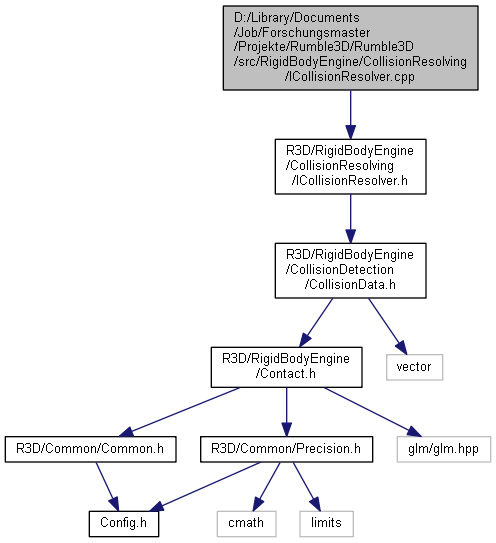 D:/Library/Documents
/Job/Forschungsmaster
/Projekte/Rumble3D/Rumble3D
/src/RigidBodyEngine/CollisionResolving
/ICollisionResolver.cpp
R3D/RigidBodyEngine
/CollisionResolving
/ICollisionResolver.h
R3D/RigidBodyEngine
/CollisionDetection
/CollisionData.h
R3D/RigidBodyEngine
/Contact.h
vector
R3D/Common/Common.h
R3D/Common/Precision.h
glm/glm.hpp
Config.h
cmath
limits